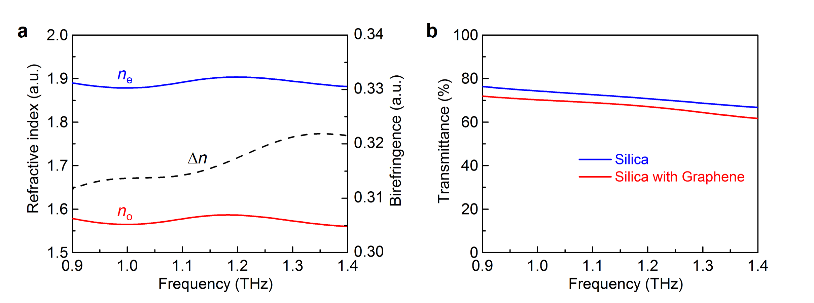 a
2.0
1.9
1.8
1.7
1.6
1.5
Refractive index (a.u.)
nₑ
Δn
nₒ
0.34
0.33
0.32
0.31
0.30
Birefringence (a.u.)
0.9 1.0 1.1 1.2 1.3 1.4
Frequency (THz)
b
100
80
60
40
20
0
Transmittance (%)
Silica
Silica with Graphene
0.9 1.0 1.1 1.2 1.3 1.4
Frequency (THz)